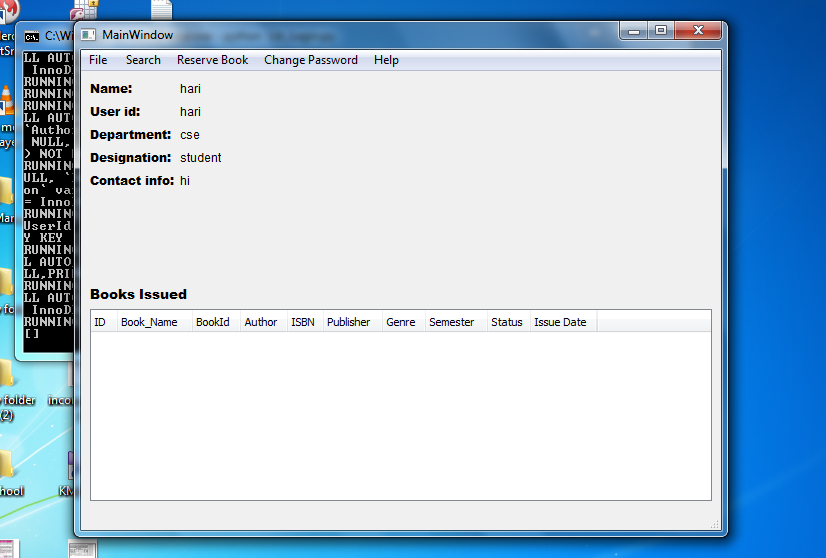 C:\Wi
MainWindow
File Search Reserve Book Change Password Help
Name: hari
User id: hari
Department: cse
Designation: student
Contact info: hi
Books Issued
ID Book_Name BookId Author ISBN Publisher Genre Semester Status Issue Date
LL AUT
InnoD
RUNNIN
RUNNIN
RUNNIN
LL AUT
`Autho
NULL,
> NOT
RUNNIN
ULL, `
on` va
= Inno
RUNNIN
UserId
Y KEY
RUNNIN
L AUTO
LL,PRI
RUNNIN
LL AUT
InnoD
RUNNIN
[]
folder
(2)
inco
hool
KM